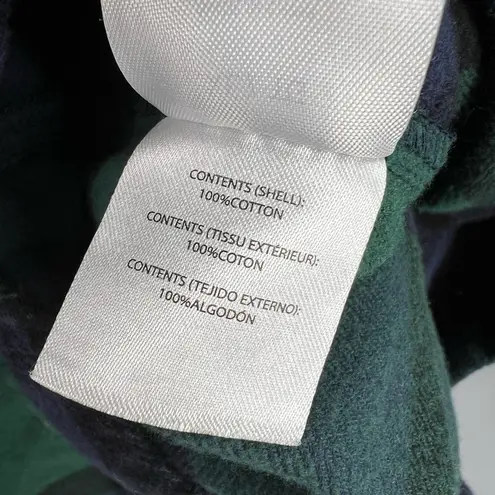 CONTENTS (SHELL):
100%COTTON
CONTENTS (TISSU EXTÉRIEUR):
100%COTON
CONTENTS (TEJIDO EXTERNO):
100%ALGODÓN